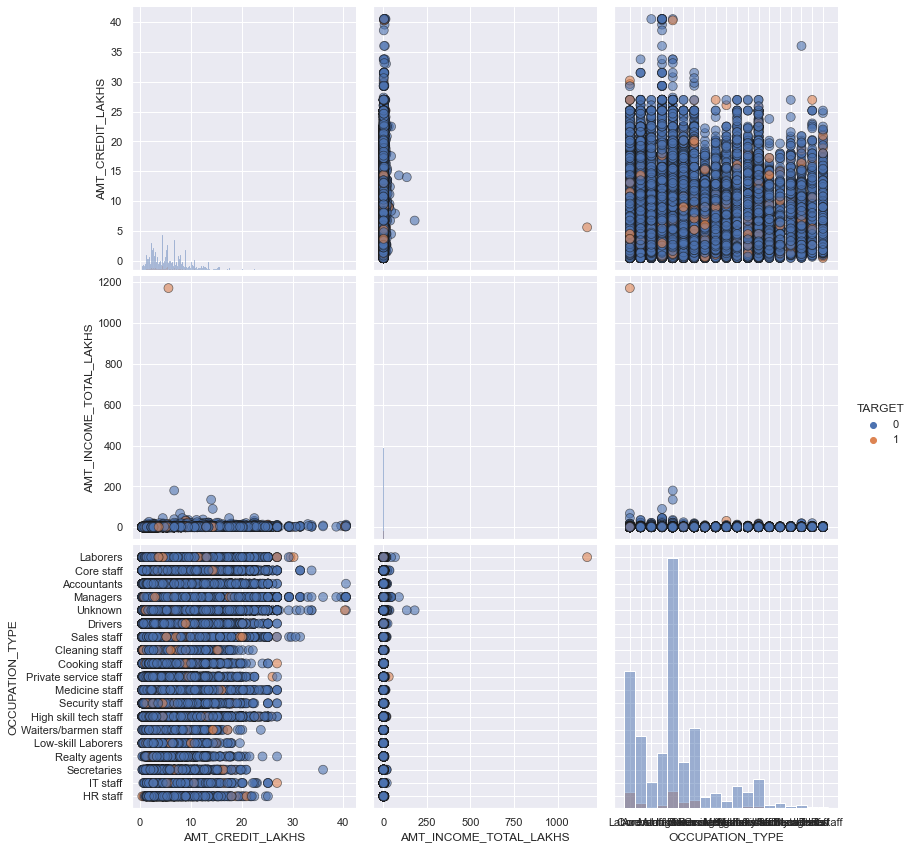 40
35
30
25
20
15
10
5
0
AMT_CREDIT_LAKHS
1200
1000
800
600
400
200
0
AMT_INCOME_TOTAL_LAKHS
TARGET
0
1
Laborers
Core staff
Accountants
Managers
Unknown
Drivers
Sales staff
Cleaning staff
Cooking staff
Private service staff
Medicine staff
Security staff
High skill tech staff
Waiters/barmen staff
Low-skill Laborers
Realty agents
Secretaries
IT staff
HR staff
OCCUPATION_TYPE
0 10 20 30 40
AMT_CREDIT_LAKHS
0 250 500 750 1000
AMT_INCOME_TOTAL_LAKHS
OCCUPATION_TYPE